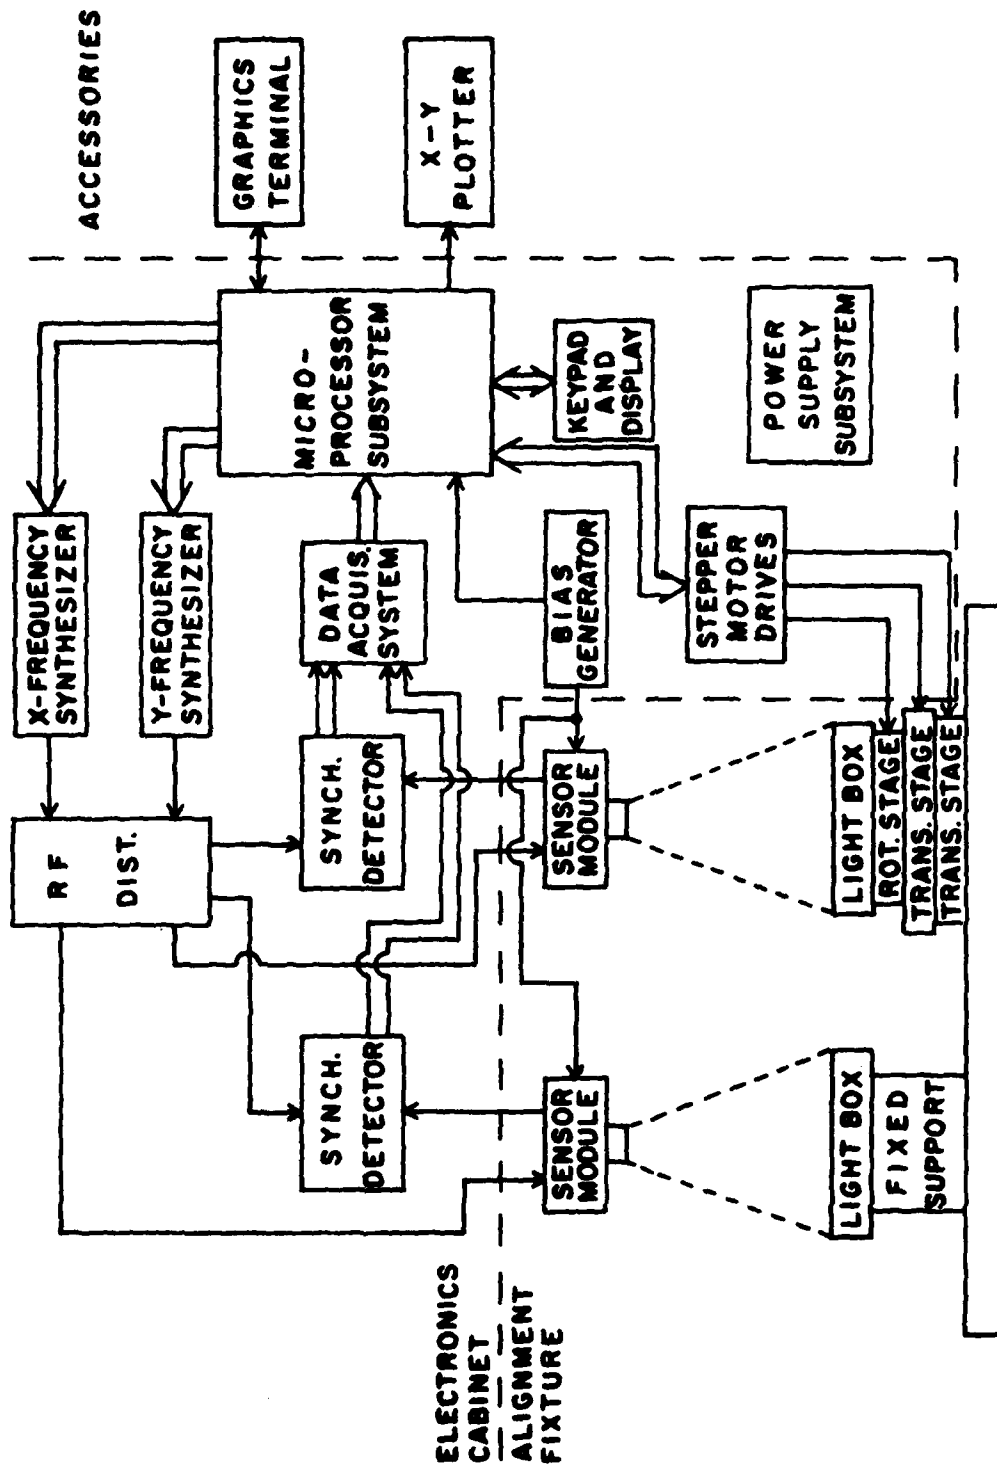 ACCESSORIES
GRAPHICS
TERMINAL
X-Y
PLOTTER
MICRO-
PROCESSOR
SUBSYSTEM
KEYPAD
AND
DISPLAY
POWER
SUPPLY
SUBSYSTEM
X-FREQUENCY
SYNTHESIZER
Y-FREQUENCY
SYNTHESIZER
DATA
ACQUIS.
SYSTEM
BIAS
GENERATOR
STEPPER
MOTOR
DRIVES
RF
DIST.
SYNCH.
DETECTOR
SENSOR
MODULE
LIGHT BOX
ROT. STAGE
TRANS. STAGE
TRANS. STAGE
SYNCH.
DETECTOR
SENSOR
MODULE
LIGHT BOX
FIXED
SUPPORT
ELECTRONICS
CABINET
ALIGNMENT
FIXTURE